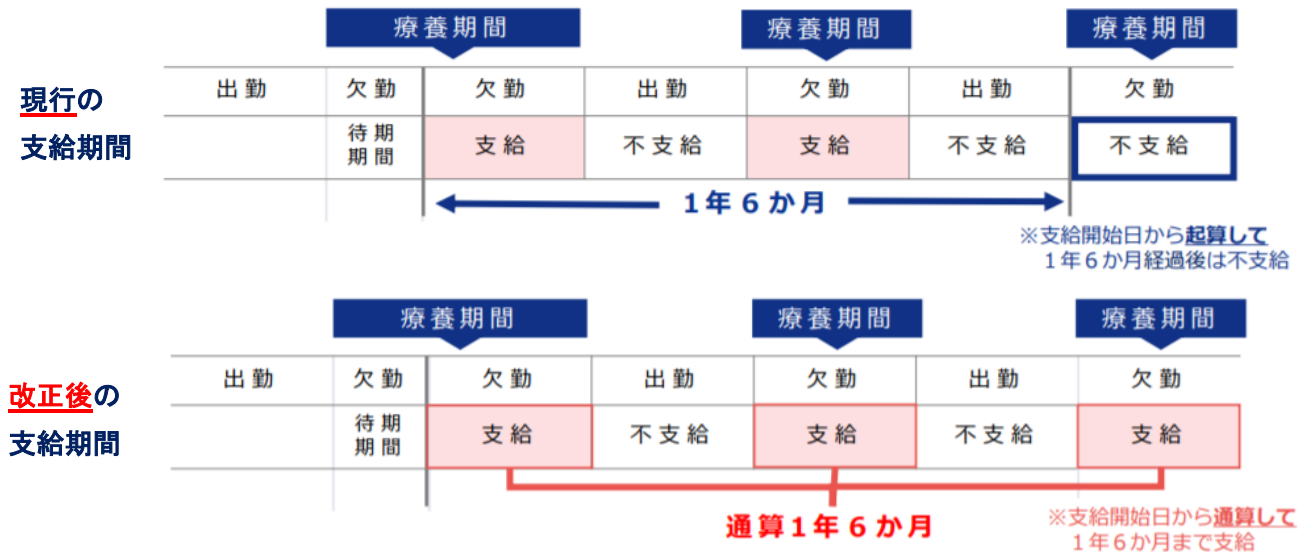 療養期間 療養期間 療養期間
出勤 欠勤 欠勤 出勤 欠勤 出勤 欠勤
現行の
支給期間
待期
期間
支給 不支給 支給 不支給 不支給
1年6か月
※支給開始日から起算して
1年6か月経過後は不支給
療養期間 療養期間 療養期間
出勤 欠勤 欠勤 出勤 欠勤 出勤 欠勤
改正後の
支給期間
待期
期間
支給 不支給 支給 不支給 支給
通算1年6か月
※支給開始日から通算して
1年6か月まで支給